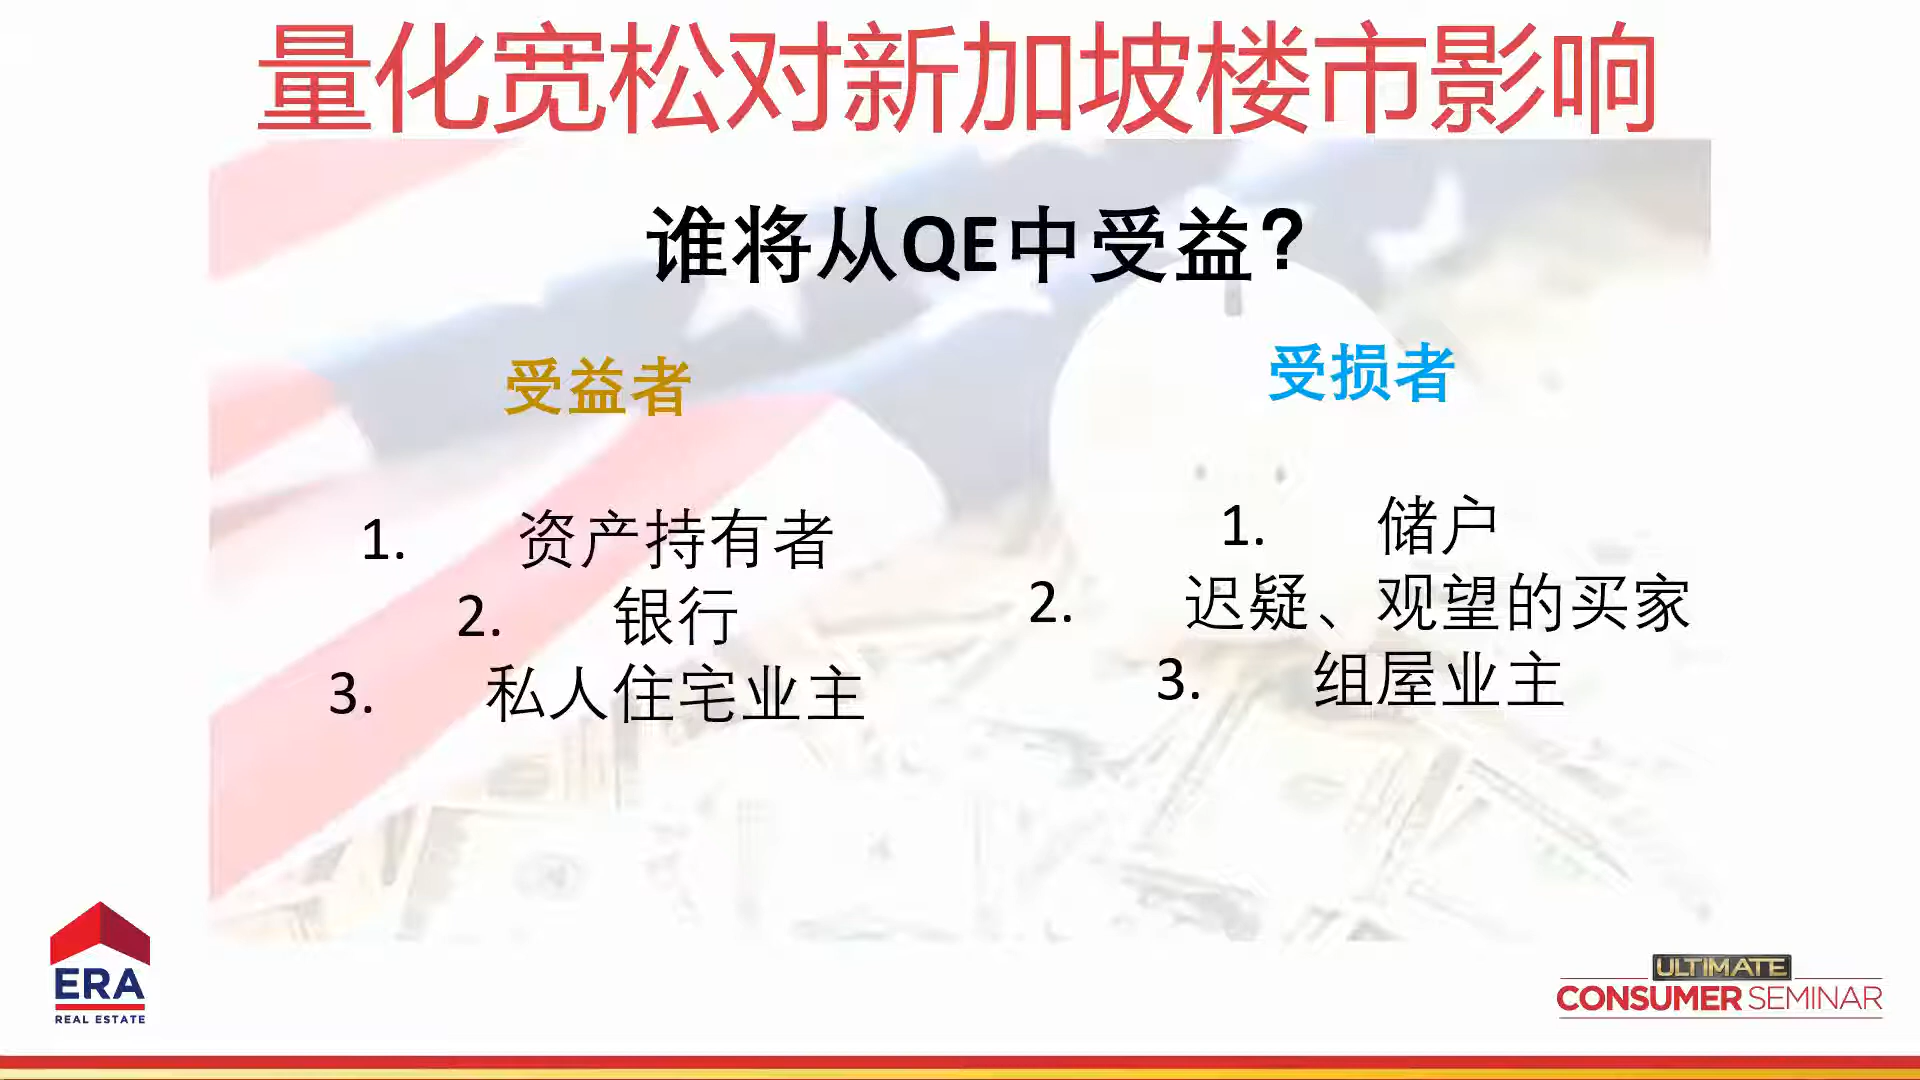 量化宽松对新加坡楼市影响
谁将从QE中受益?
受益者
1. 资产持有者
2. 银行
3. 私人住宅业主
受损者
1. 储户
2. 迟疑、观望的买家
3. 组屋业主
ERA
REAL ESTATE
ULTIMATE
CONSUMER SEMINAR